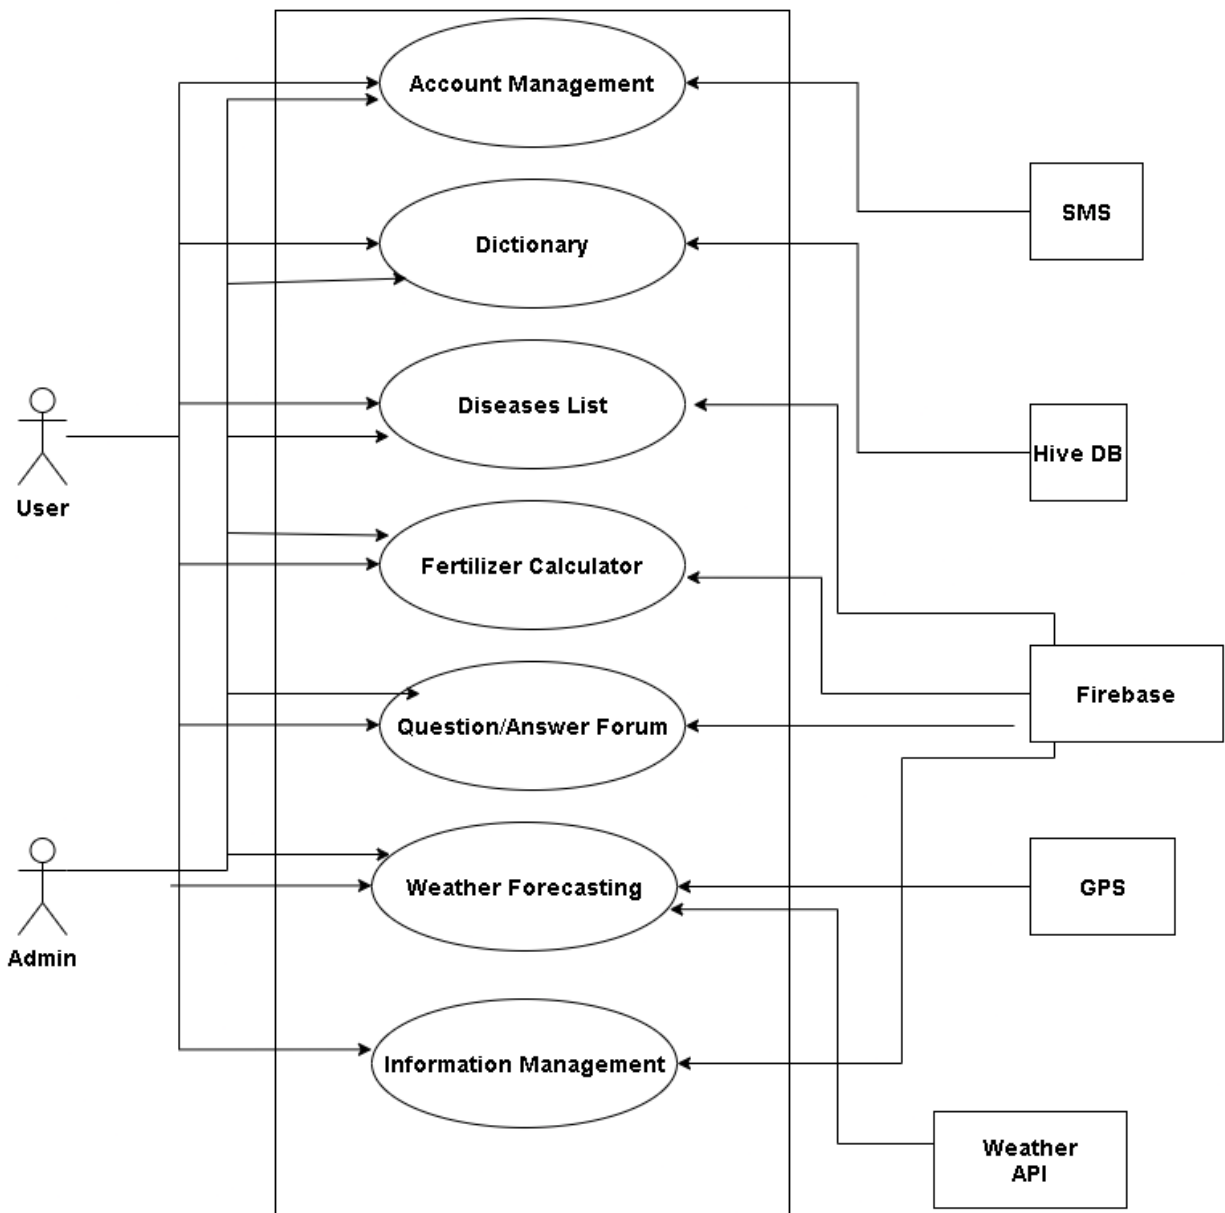 Account Management
SMS
Dictionary
Diseases List
Hive DB
User
Fertilizer Calculator
Firebase
Question/Answer Forum
Weather Forecasting
GPS
Admin
Information Management
Weather
API